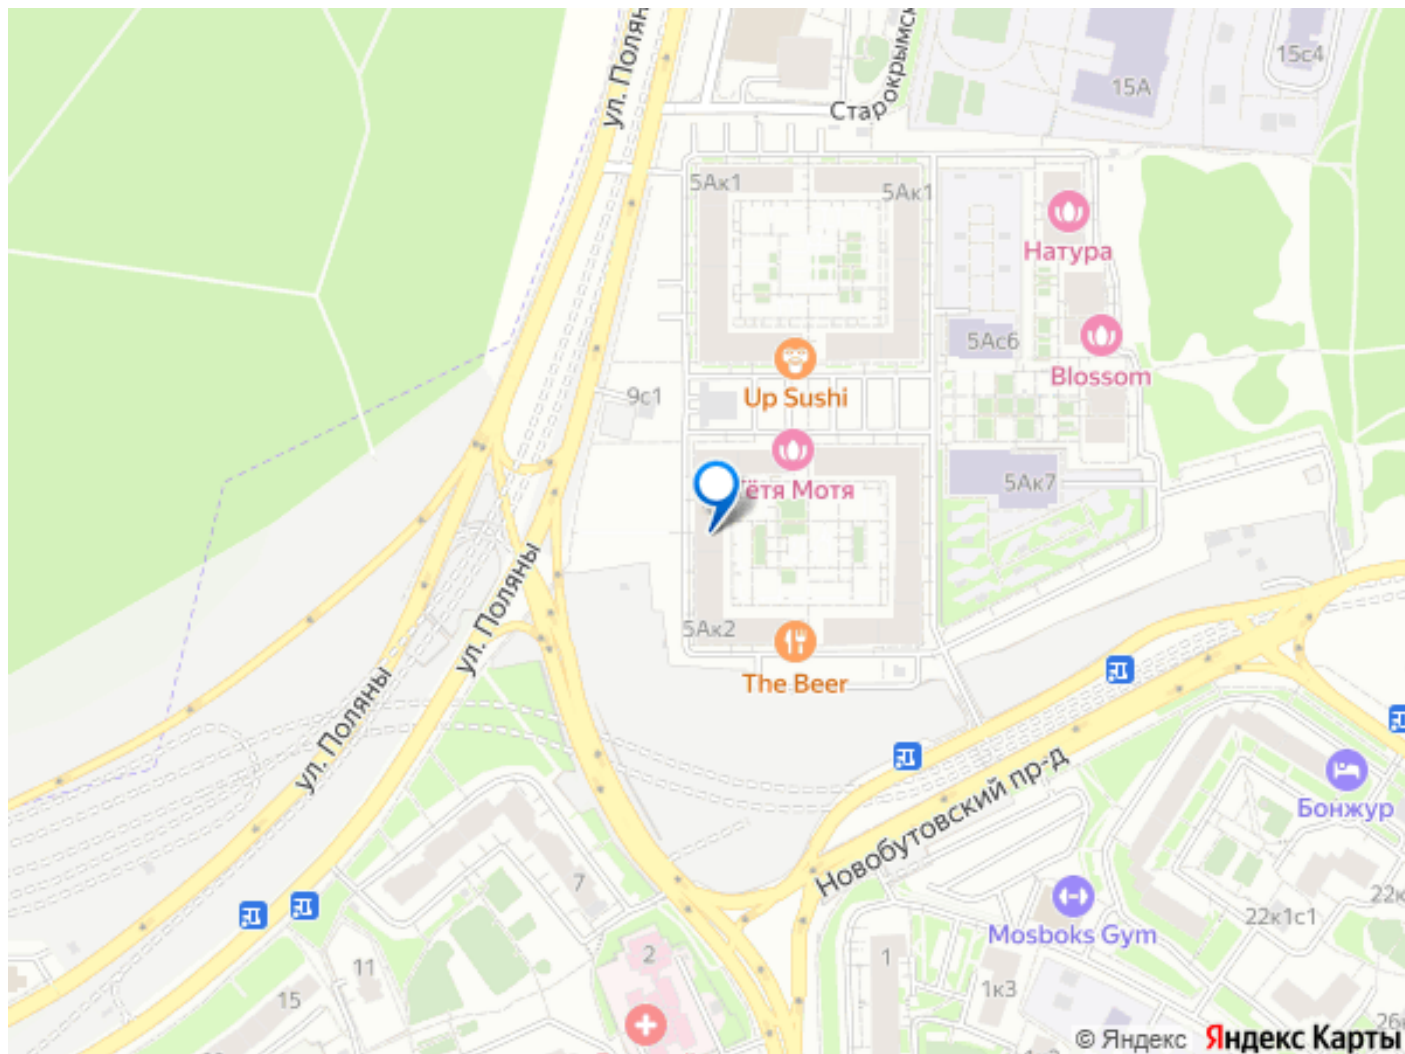 ул. Полян
Старокрымск
15с4
15А
5Ак1
5Ак1
Натура
5Ас6
Blossom
Up Sushi
9с1
Тётя Мотя
5Ак7
ул. Поляны
5Ак2
The Beer
ул. Поляны
Новобутовский пр-д
Бонжур
7
22к
22к1с1
Mosboks Gym
2
1
11
1к3
15
26
© Яндекс Яндекс Карты